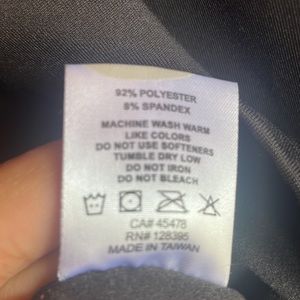 92% POLYESTER
8% SPANDEX
MACHINE WASH WARM
LIKE COLORS
DO NOT USE SOFTENERS
TUMBLE DRY LOW
DO NOT IRON
DO NOT BLEACH
CA# 45478
RN# 128395
MADE IN TAIWAN